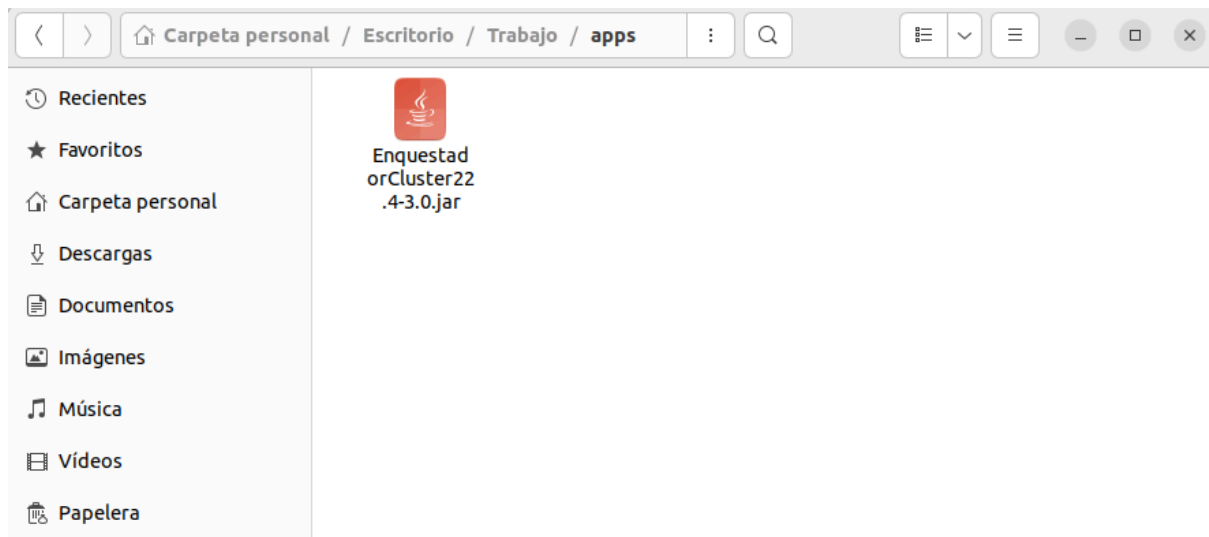 Carpeta personal / Escritorio / Trabajo / apps
Recientes
Favoritos
Carpeta personal
Descargas
Documentos
Imágenes
Música
Vídeos
Papelera
Enquestad
orCluster22
.4-3.0.jar